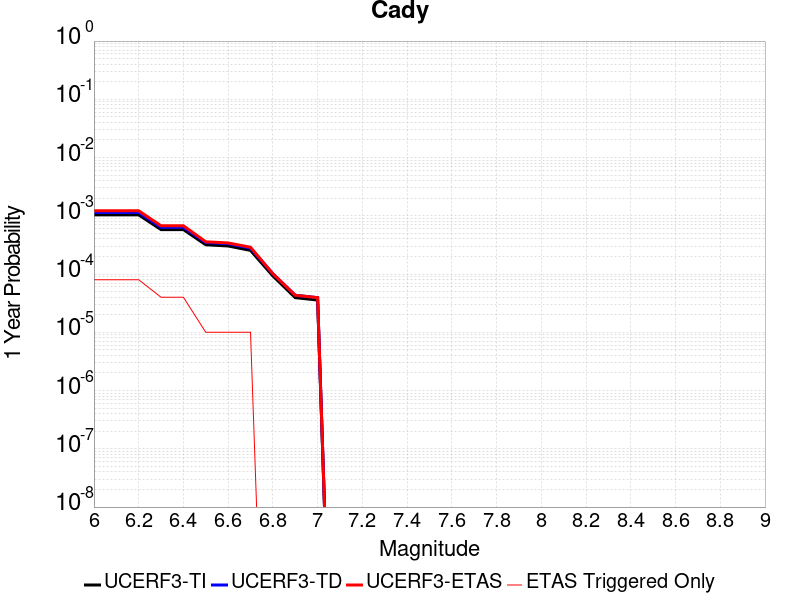 Cady
10^0
10^-1
10^-2
10^-3
10^-4
10^-5
10^-6
10^-7
10^-8
1 Year Probability
6 6.2 6.4 6.6 6.8 7 7.2 7.4 7.6 7.8 8 8.2 8.4 8.6 8.8 9
Magnitude
UCERF3-TI UCERF3-TD UCERF3-ETAS ETAS Triggered Only